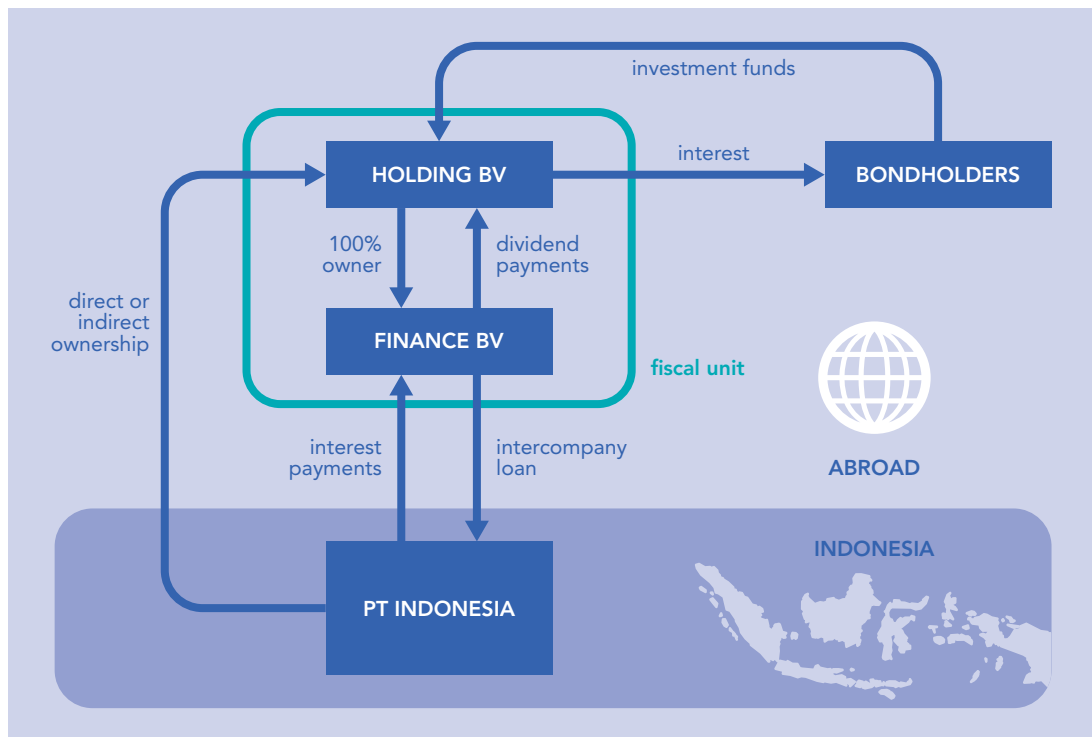 investment funds
HOLDING BV
interest
BONDHOLDERS
100%
owner
dividend
payments
direct or
indirect
ownership
FINANCE BV
fiscal unit
interest
payments
intercompany
loan
ABROAD
INDONESIA
PT INDONESIA